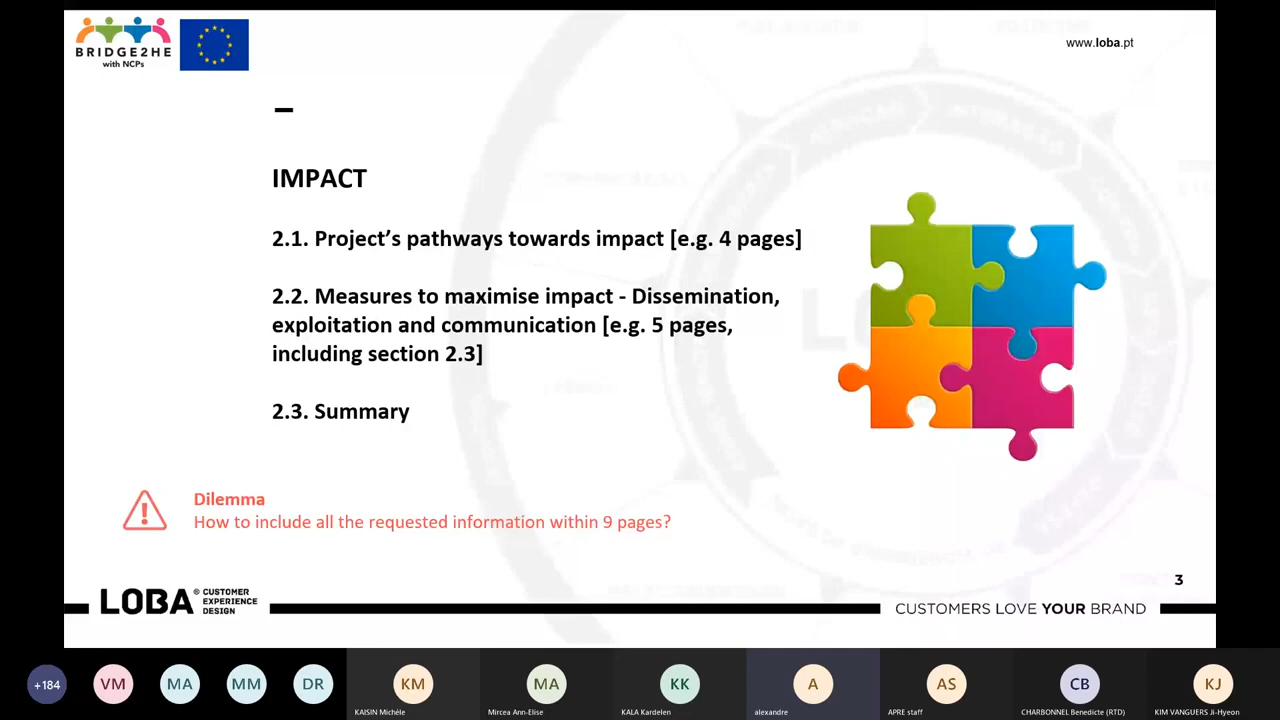 BRIDGE2HE
with NCPs
www.loba.pt
–
IMPACT
2.1. Project’s pathways towards impact [e.g. 4 pages]
2.2. Measures to maximise impact - Dissemination,
exploitation and communication [e.g. 5 pages,
including section 2.3]
2.3. Summary
Dilemma
How to include all the requested information within 9 pages?
3
LOBA® CUSTOMER
EXPERIENCE
DESIGN
CUSTOMERS LOVE YOUR BRAND
+184
VM
MA
MM
DR
KM
MA
KK
A
AS
CB
KJ
KAISIN Michèle
Mircea Ann-Elise
KALA Kardelen
alexandre
APRE staff
CHARBONNEL Benedicte (RTD)
KIM VANGUERS Ji-Hyeon